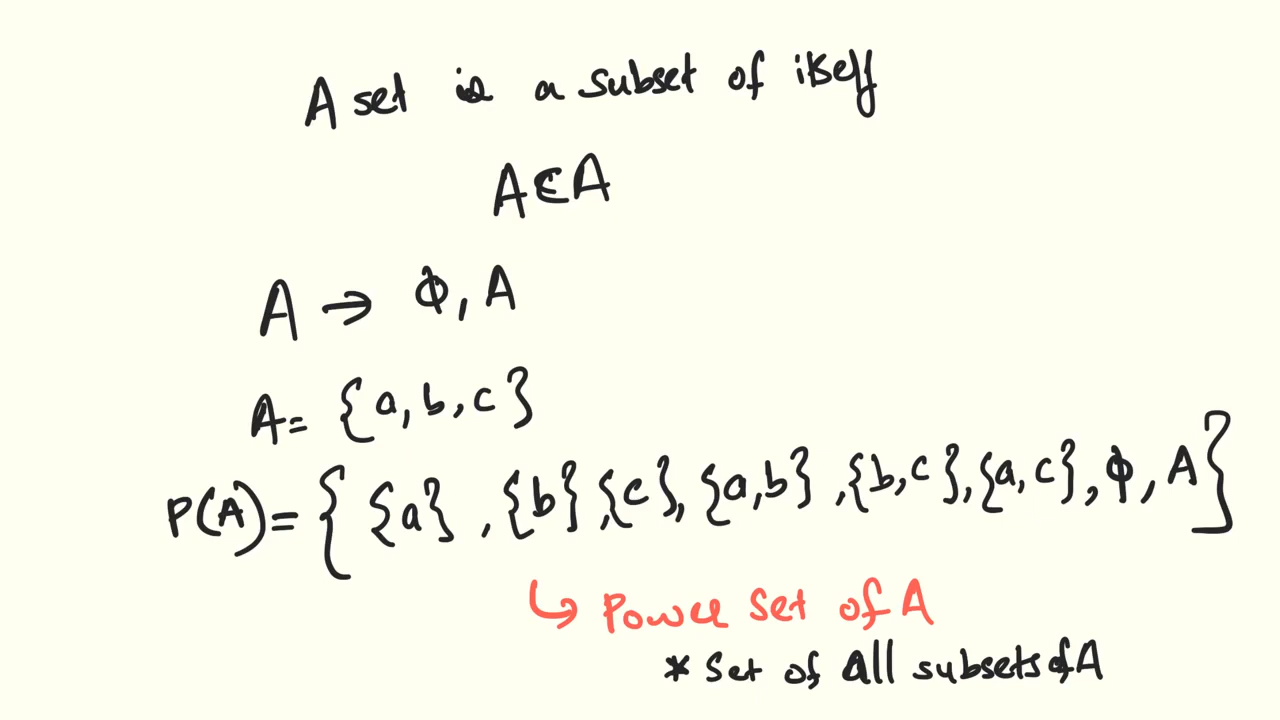 A set is a subset of itself
A ⊂ A
A → ϕ, A
A = {a, b, c}
P(A) = { {a}, {b}, {c}, {a,b}, {b,c}, {a,c}, ϕ, A }
↳ Power Set of A
* Set of all subsets of A